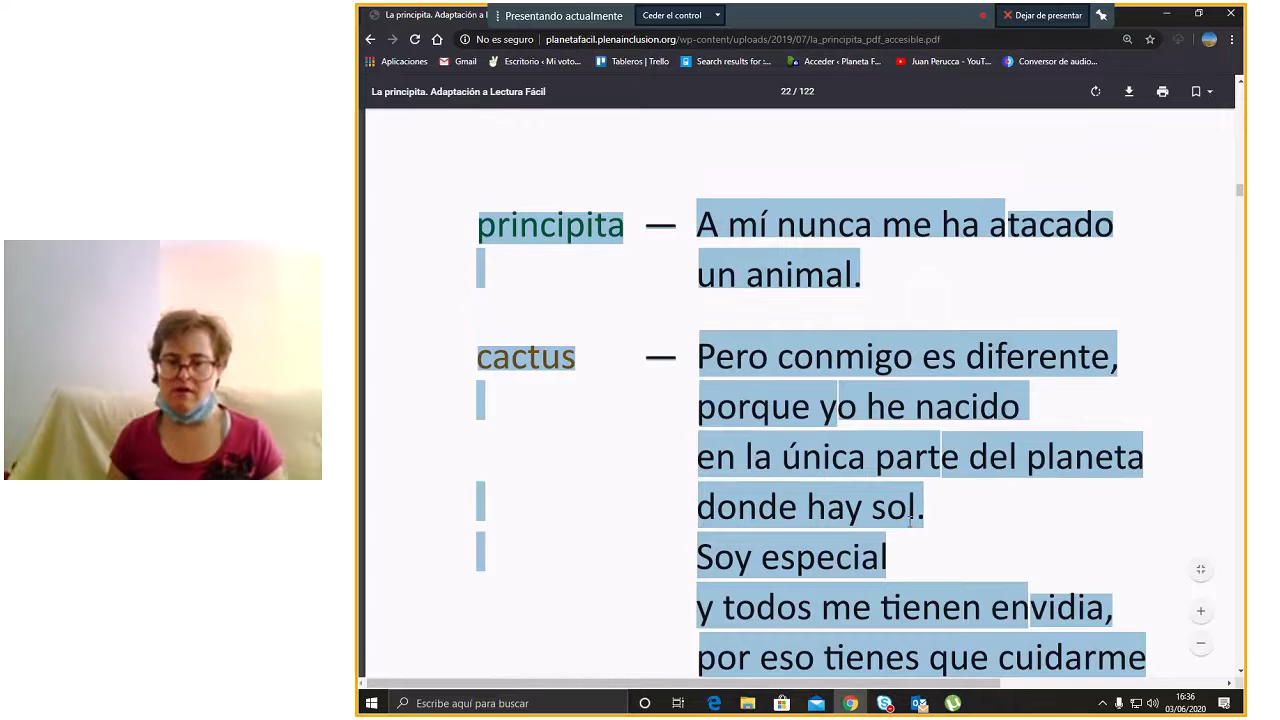 La principita. Adaptación a l
Presentando actualmente
Ceder el control
Dejar de presentar
No es seguro
planetafacil.plenainclusion.org/wp-content/uploads/2019/07/la_principita_pdf_accesible.pdf
Aplicaciones
Gmail
Escritorio ‹ Mi voto...
Tableros | Trello
Search results for :...
Acceder ‹ Planeta F...
Juan Perucca - YouT...
Conversor de audio...
La principita. Adaptación a Lectura Fácil
22 / 122
principita — A mí nunca me ha atacado
un animal.
cactus — Pero conmigo es diferente,
porque yo he nacido
en la única parte del planeta
donde hay sol.
Soy especial
y todos me tienen envidia,
por eso tienes que cuidarme
Escribe aquí para buscar
16:36
03/06/2020